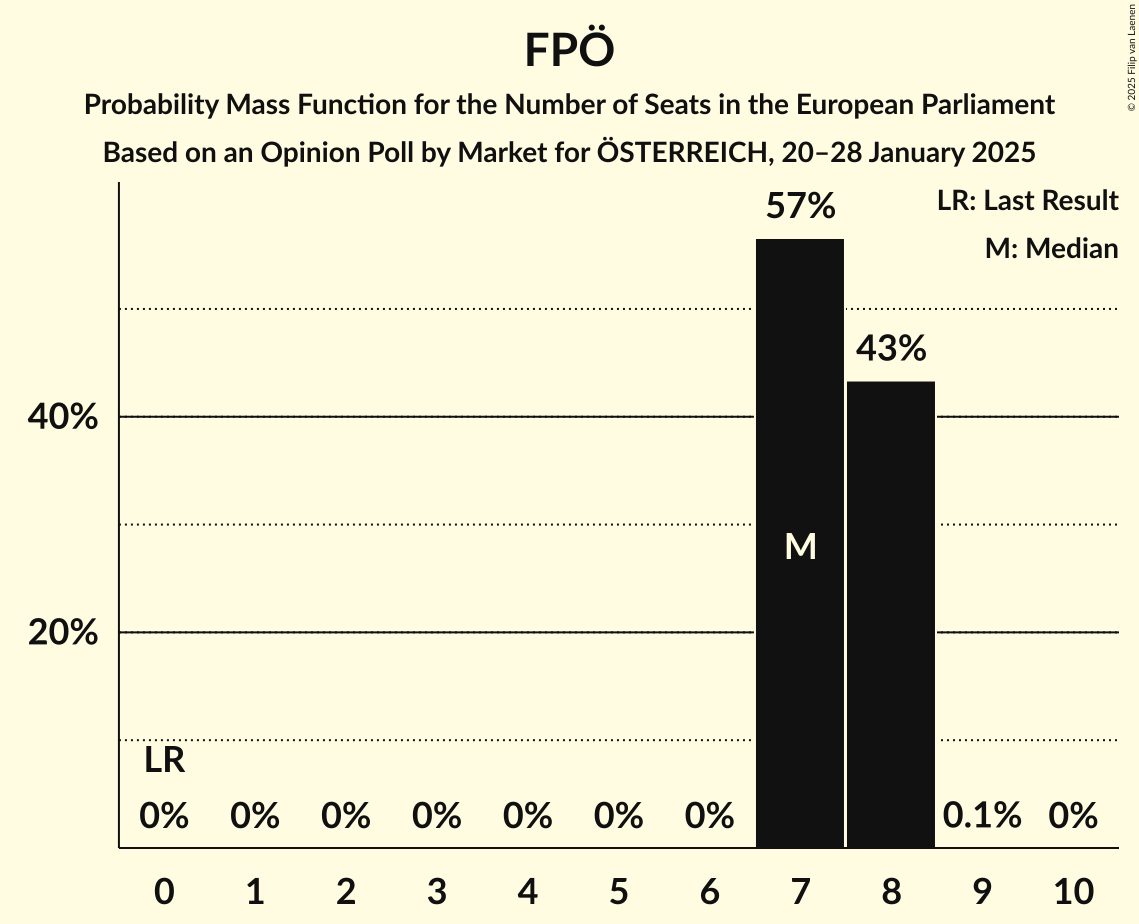 FPÖ
Probability Mass Function for the Number of Seats in the European Parliament
Based on an Opinion Poll by Market for ÖSTERREICH, 20–28 January 2025
© 2025 Filip van Laenen
LR: Last Result
M: Median
57%
43%
40%
M
20%
LR
0% 0% 0% 0% 0% 0% 0% 0.1% 0%
0 1 2 3 4 5 6 7 8 9 10